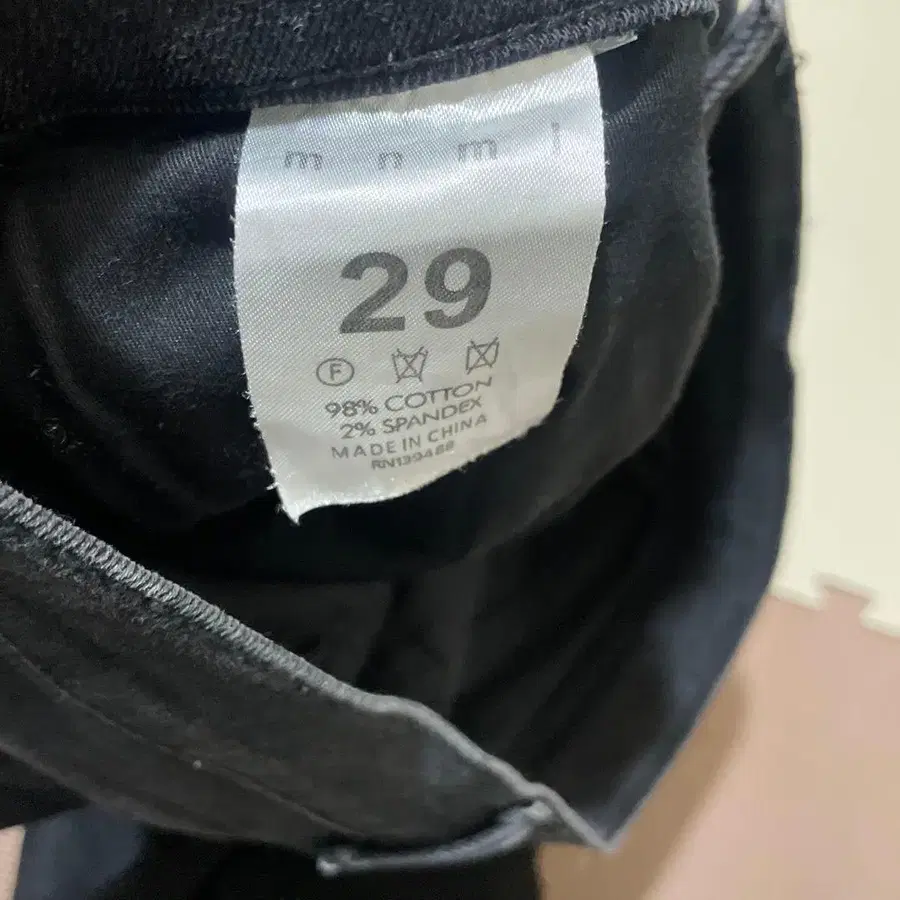 m n m l
29
F
98% COTTON
2% SPANDEX
MADE IN CHINA
RN139488